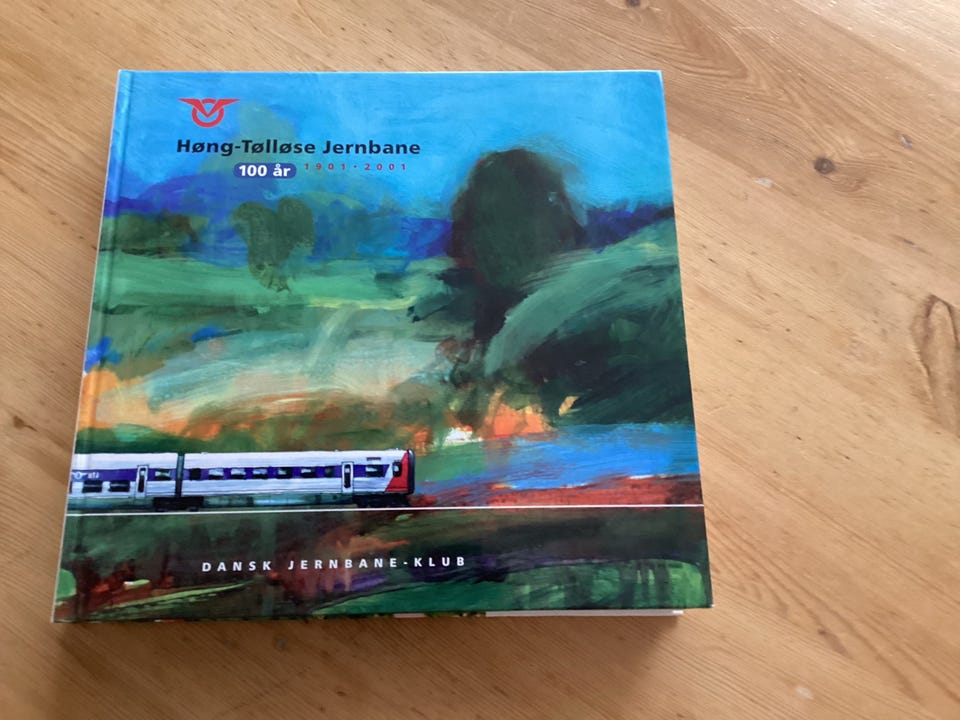 Høng-Tølløse Jernbane
100 år 1901·2001
DANSK JERNBANE-KLUB